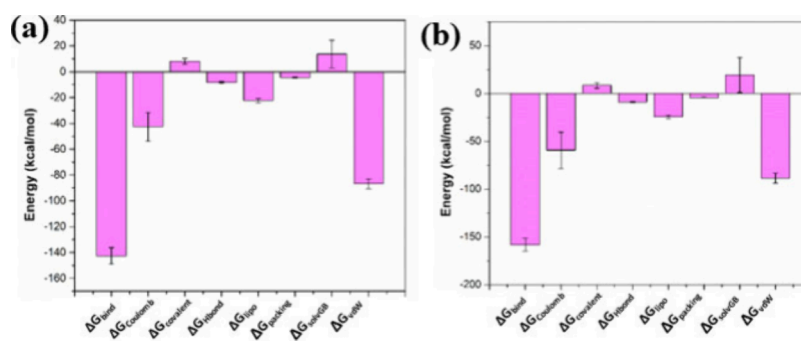 (a)
40
20
0
-20
-40
-60
-80
-100
-120
-140
-160
Energy (kcal/mol)
ΔGbind
ΔGCoulomb
ΔGcovalent
ΔGHbond
ΔGlipo
ΔGpacking
ΔGsolvGB
ΔGvdW
(b)
50
0
-50
-100
-150
-200
Energy (kcal/mol)
ΔGbind
ΔGCoulomb
ΔGcovalent
ΔGHbond
ΔGlipo
ΔGpacking
ΔGsolvGB
ΔGvdW